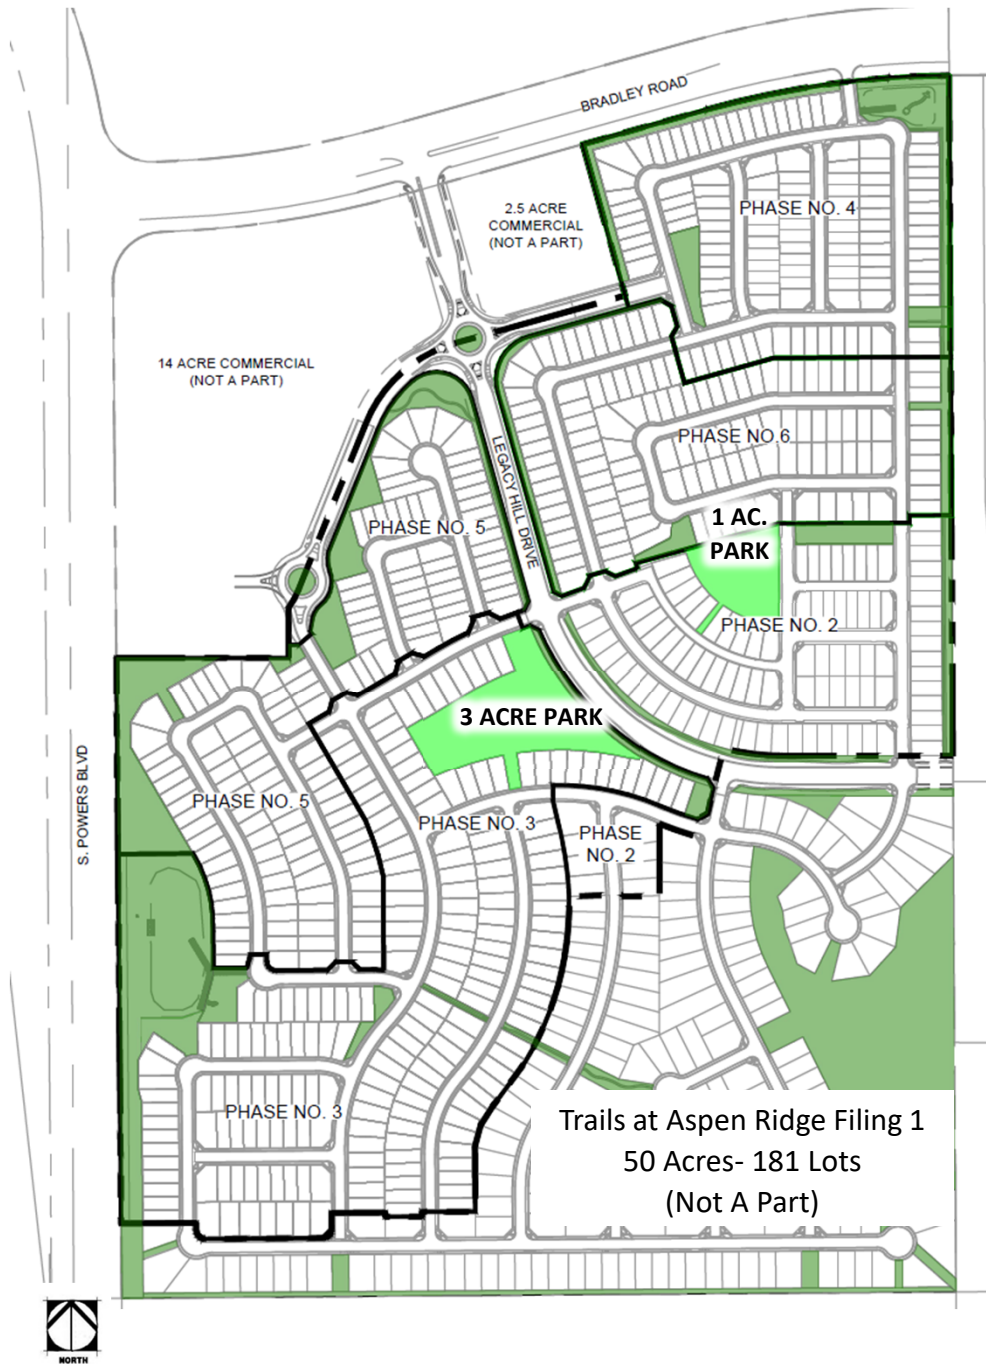 BRADLEY ROAD
2.5 ACRE
COMMERCIAL
(NOT A PART)
PHASE NO. 4
14 ACRE COMMERCIAL
(NOT A PART)
LEGACY HILL DRIVE
PHASE NO.6
PHASE NO. 5
1 AC.
PARK
PHASE NO. 2
3 ACRE PARK
S. POWERS BLVD
PHASE NO. 5
PHASE NO. 3
PHASE
NO. 2
PHASE NO. 3
Trails at Aspen Ridge Filing 1
50 Acres- 181 Lots
(Not A Part)
NORTH